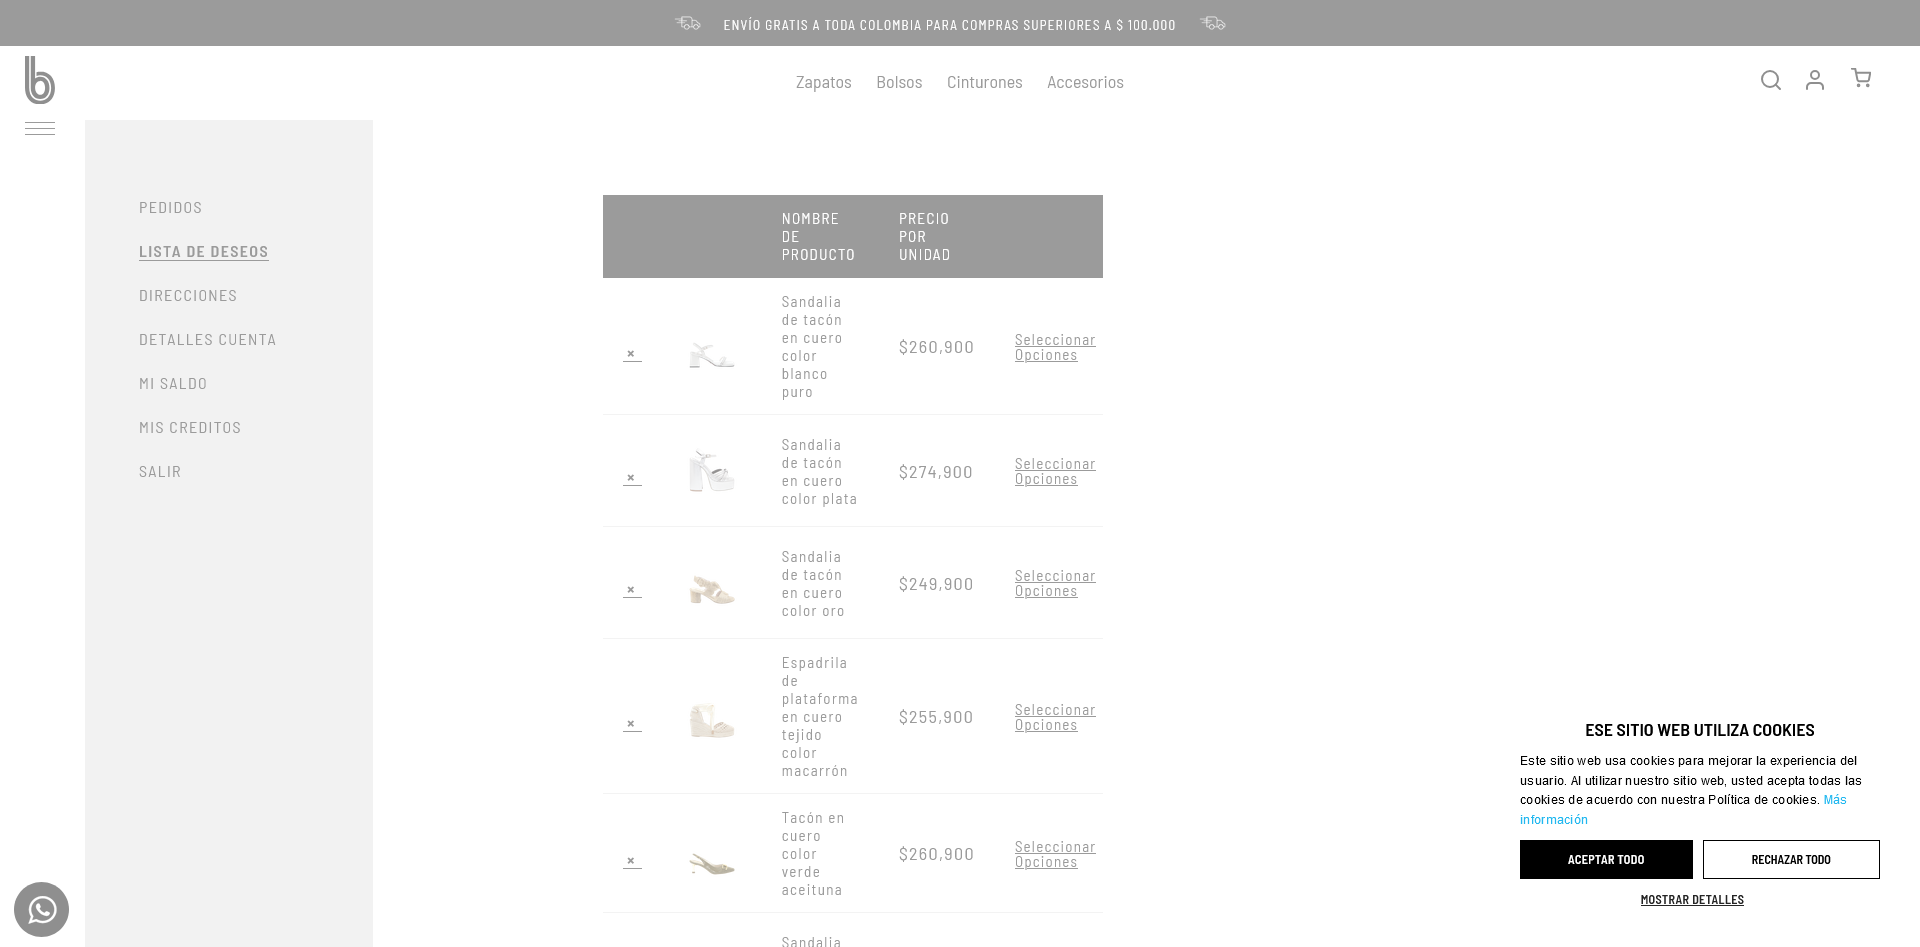 ENVÍO GRATIS A TODA COLOMBIA PARA COMPRAS SUPERIORES A $ 100.000
b
Zapatos Bolsos Cinturones Accesorios
PEDIDOS
LISTA DE DESEOS
DIRECCIONES
DETALLES CUENTA
MI SALDO
MIS CREDITOS
SALIR
NOMBRE
DE
PRODUCTO
PRECIO
POR
UNIDAD
×
Sandalia
de tacón
en cuero
color
blanco
puro
$260,900
Seleccionar
Opciones
×
Sandalia
de tacón
en cuero
color plata
$274,900
Seleccionar
Opciones
×
Sandalia
de tacón
en cuero
color oro
$249,900
Seleccionar
Opciones
×
Espadrila
de
plataforma
en cuero
tejido
color
macarrón
$255,900
Seleccionar
Opciones
×
Tacón en
cuero
color
verde
aceituna
$260,900
Seleccionar
Opciones
Sandalia
ESE SITIO WEB UTILIZA COOKIES
Este sitio web usa cookies para mejorar la experiencia del
usuario. Al utilizar nuestro sitio web, usted acepta todas las
cookies de acuerdo con nuestra Política de cookies. Más
información
ACEPTAR TODO
RECHAZAR TODO
MOSTRAR DETALLES